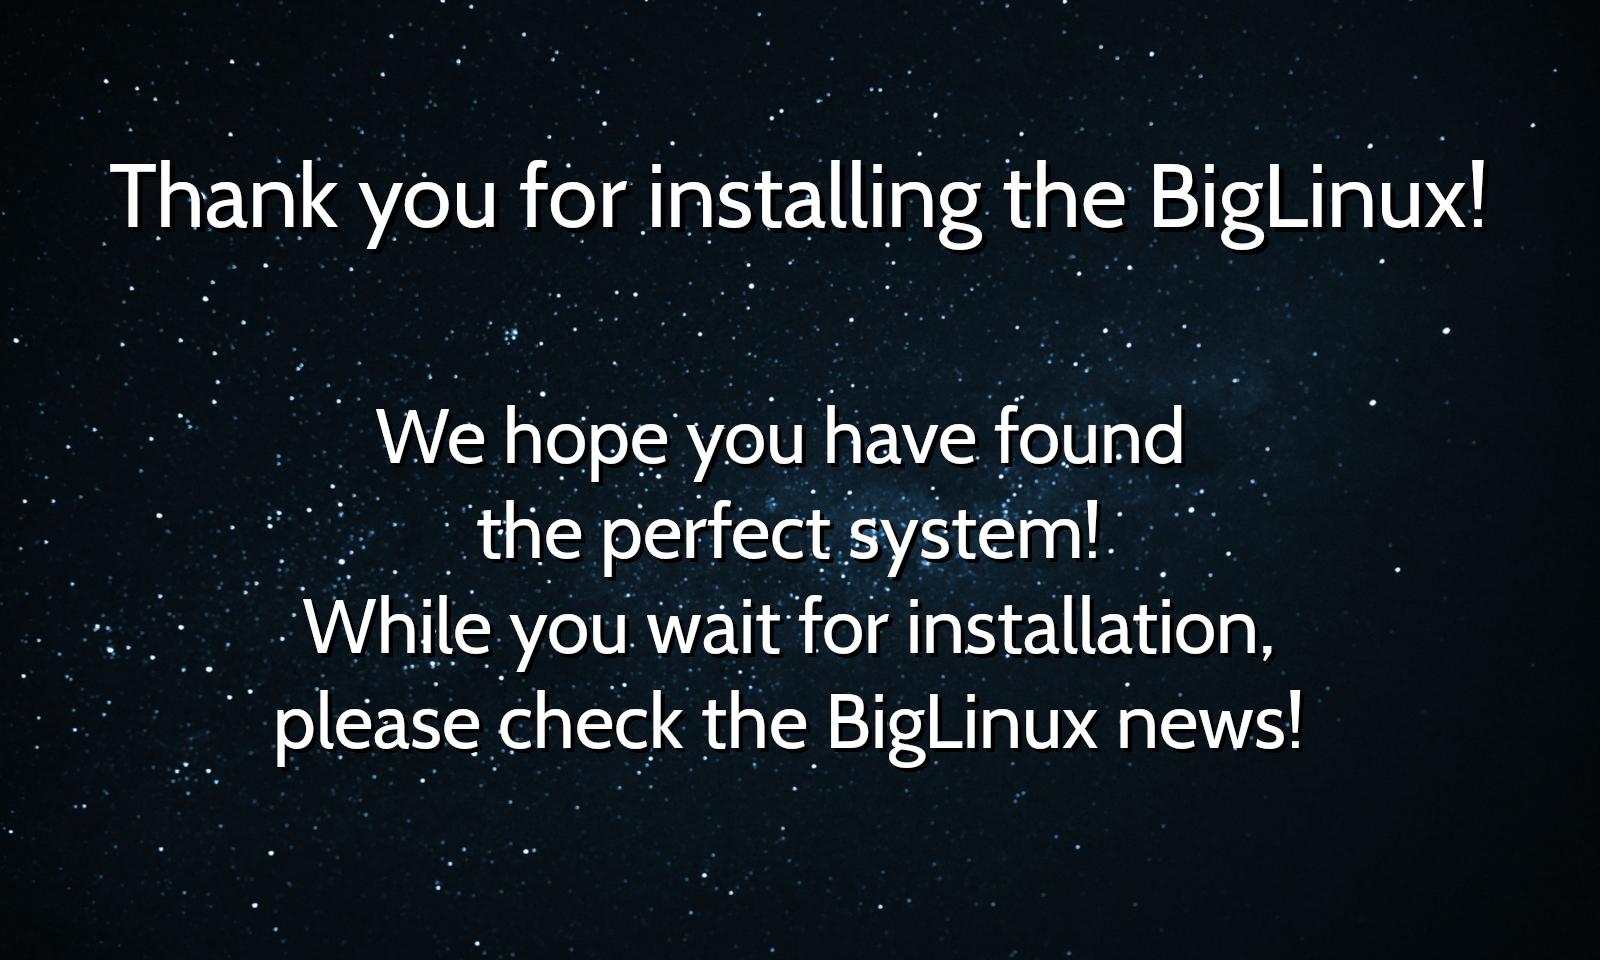 Thank you for installing the BigLinux!
We hope you have found
the perfect system!
While you wait for installation,
please check the BigLinux news!